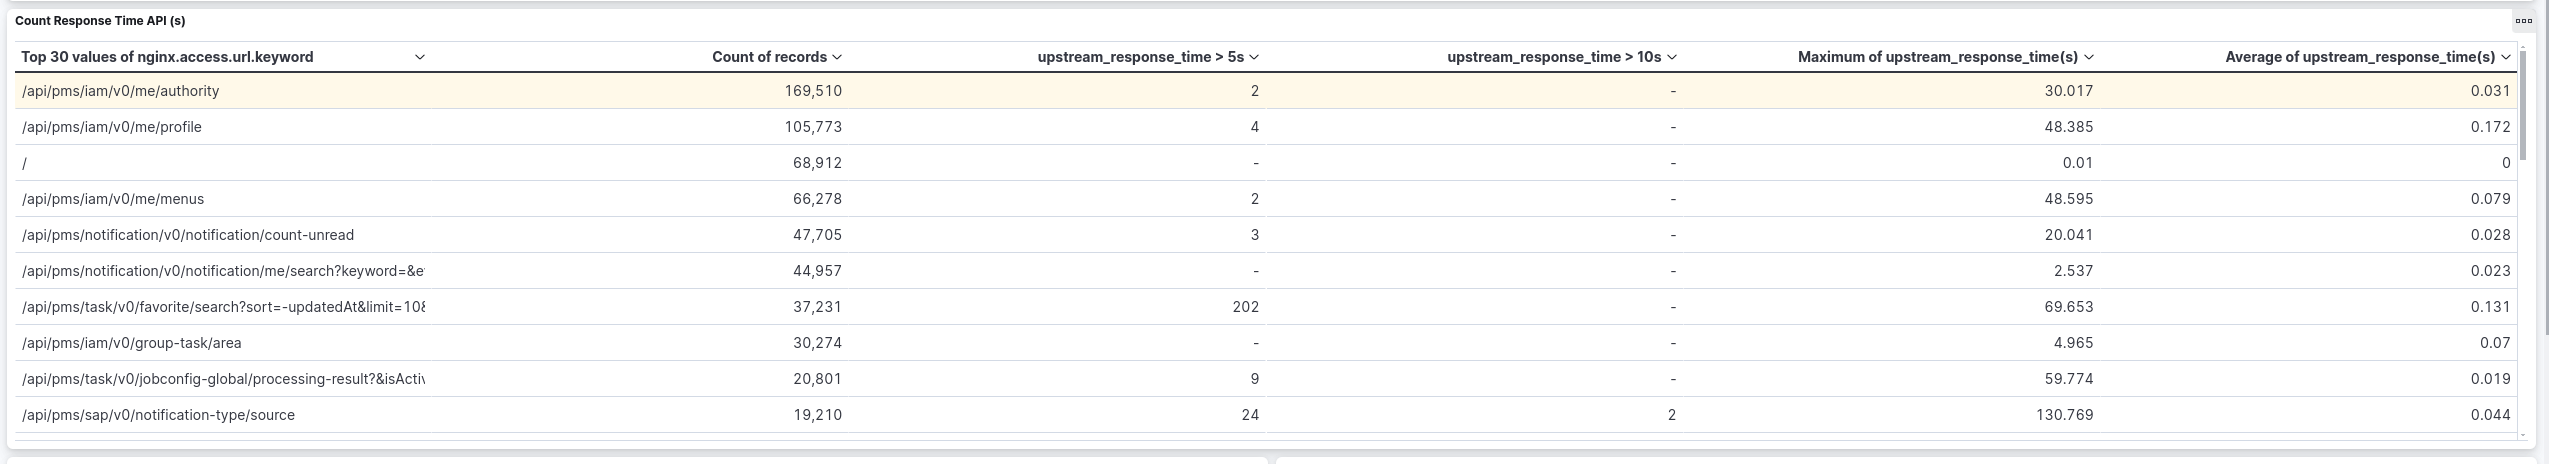 Count Response Time API (s)
Top 30 values of nginx.access.url.keyword Count of records upstream_response_time > 5s upstream_response_time > 10s Maximum of upstream_response_time(s) Average of upstream_response_time(s)
/api/pms/iam/v0/me/authority 169,510 2 - 30.017 0.031
/api/pms/iam/v0/me/profile 105,773 4 - 48.385 0.172
/ 68,912 - - 0.01 0
/api/pms/iam/v0/me/menus 66,278 2 - 48.595 0.079
/api/pms/notification/v0/notification/count-unread 47,705 3 - 20.041 0.028
/api/pms/notification/v0/notification/me/search?keyword=&e 44,957 - - 2.537 0.023
/api/pms/task/v0/favorite/search?sort=-updatedAt&limit=10& 37,231 202 - 69.653 0.131
/api/pms/iam/v0/group-task/area 30,274 - - 4.965 0.07
/api/pms/task/v0/jobconfig-global/processing-result?&isActiv 20,801 9 - 59.774 0.019
/api/pms/sap/v0/notification-type/source 19,210 24 2 130.769 0.044